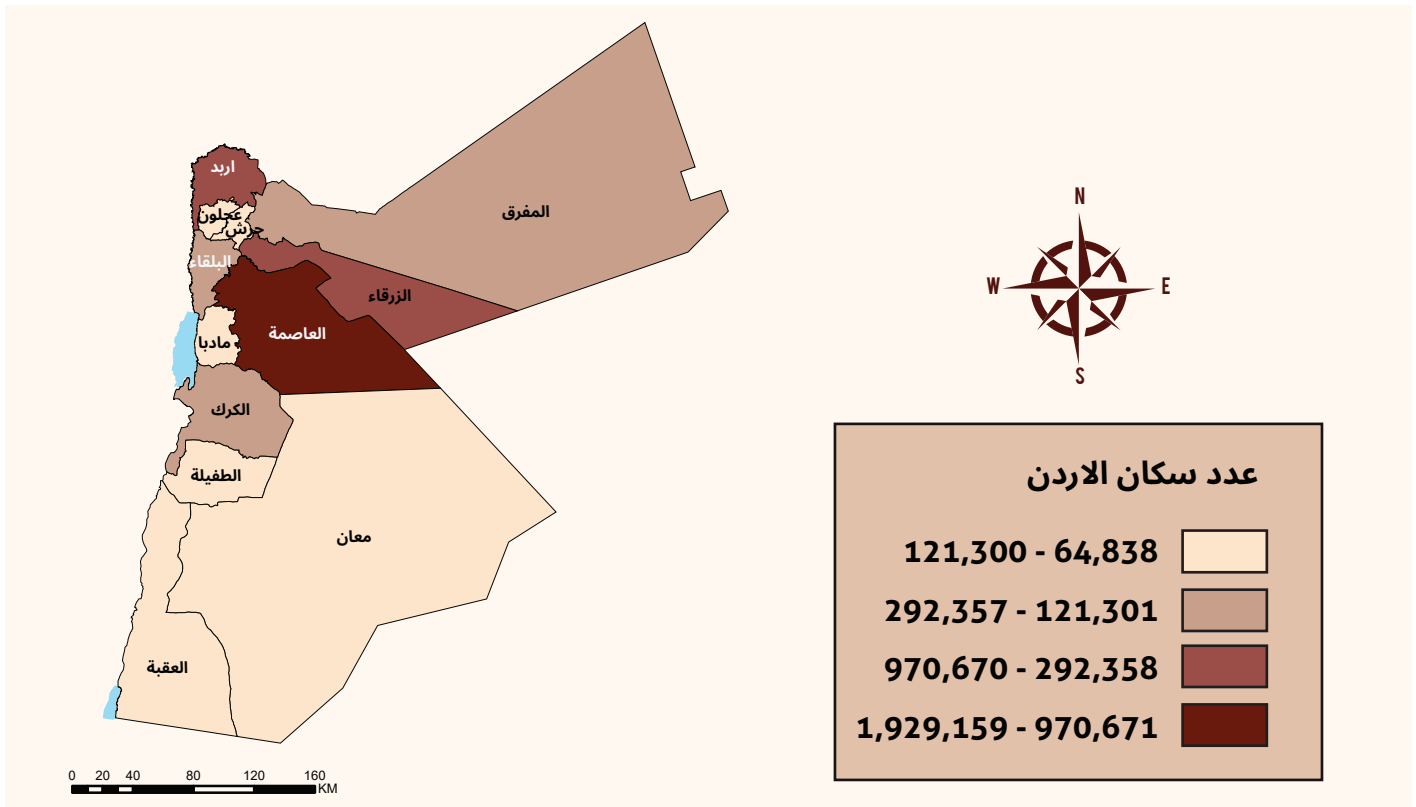 اربد
عجلون
جرش
المفرق
البلقاء
الزرقاء
العاصمة
مادبا
الكرك
الطفيلة
معان
العقبة
N
W
E
S
عدد سكان الاردن
121,300 - 64,838
292,357 - 121,301
970,670 - 292,358
1,929,159 - 970,671
0 20 40 80 120 160
KM